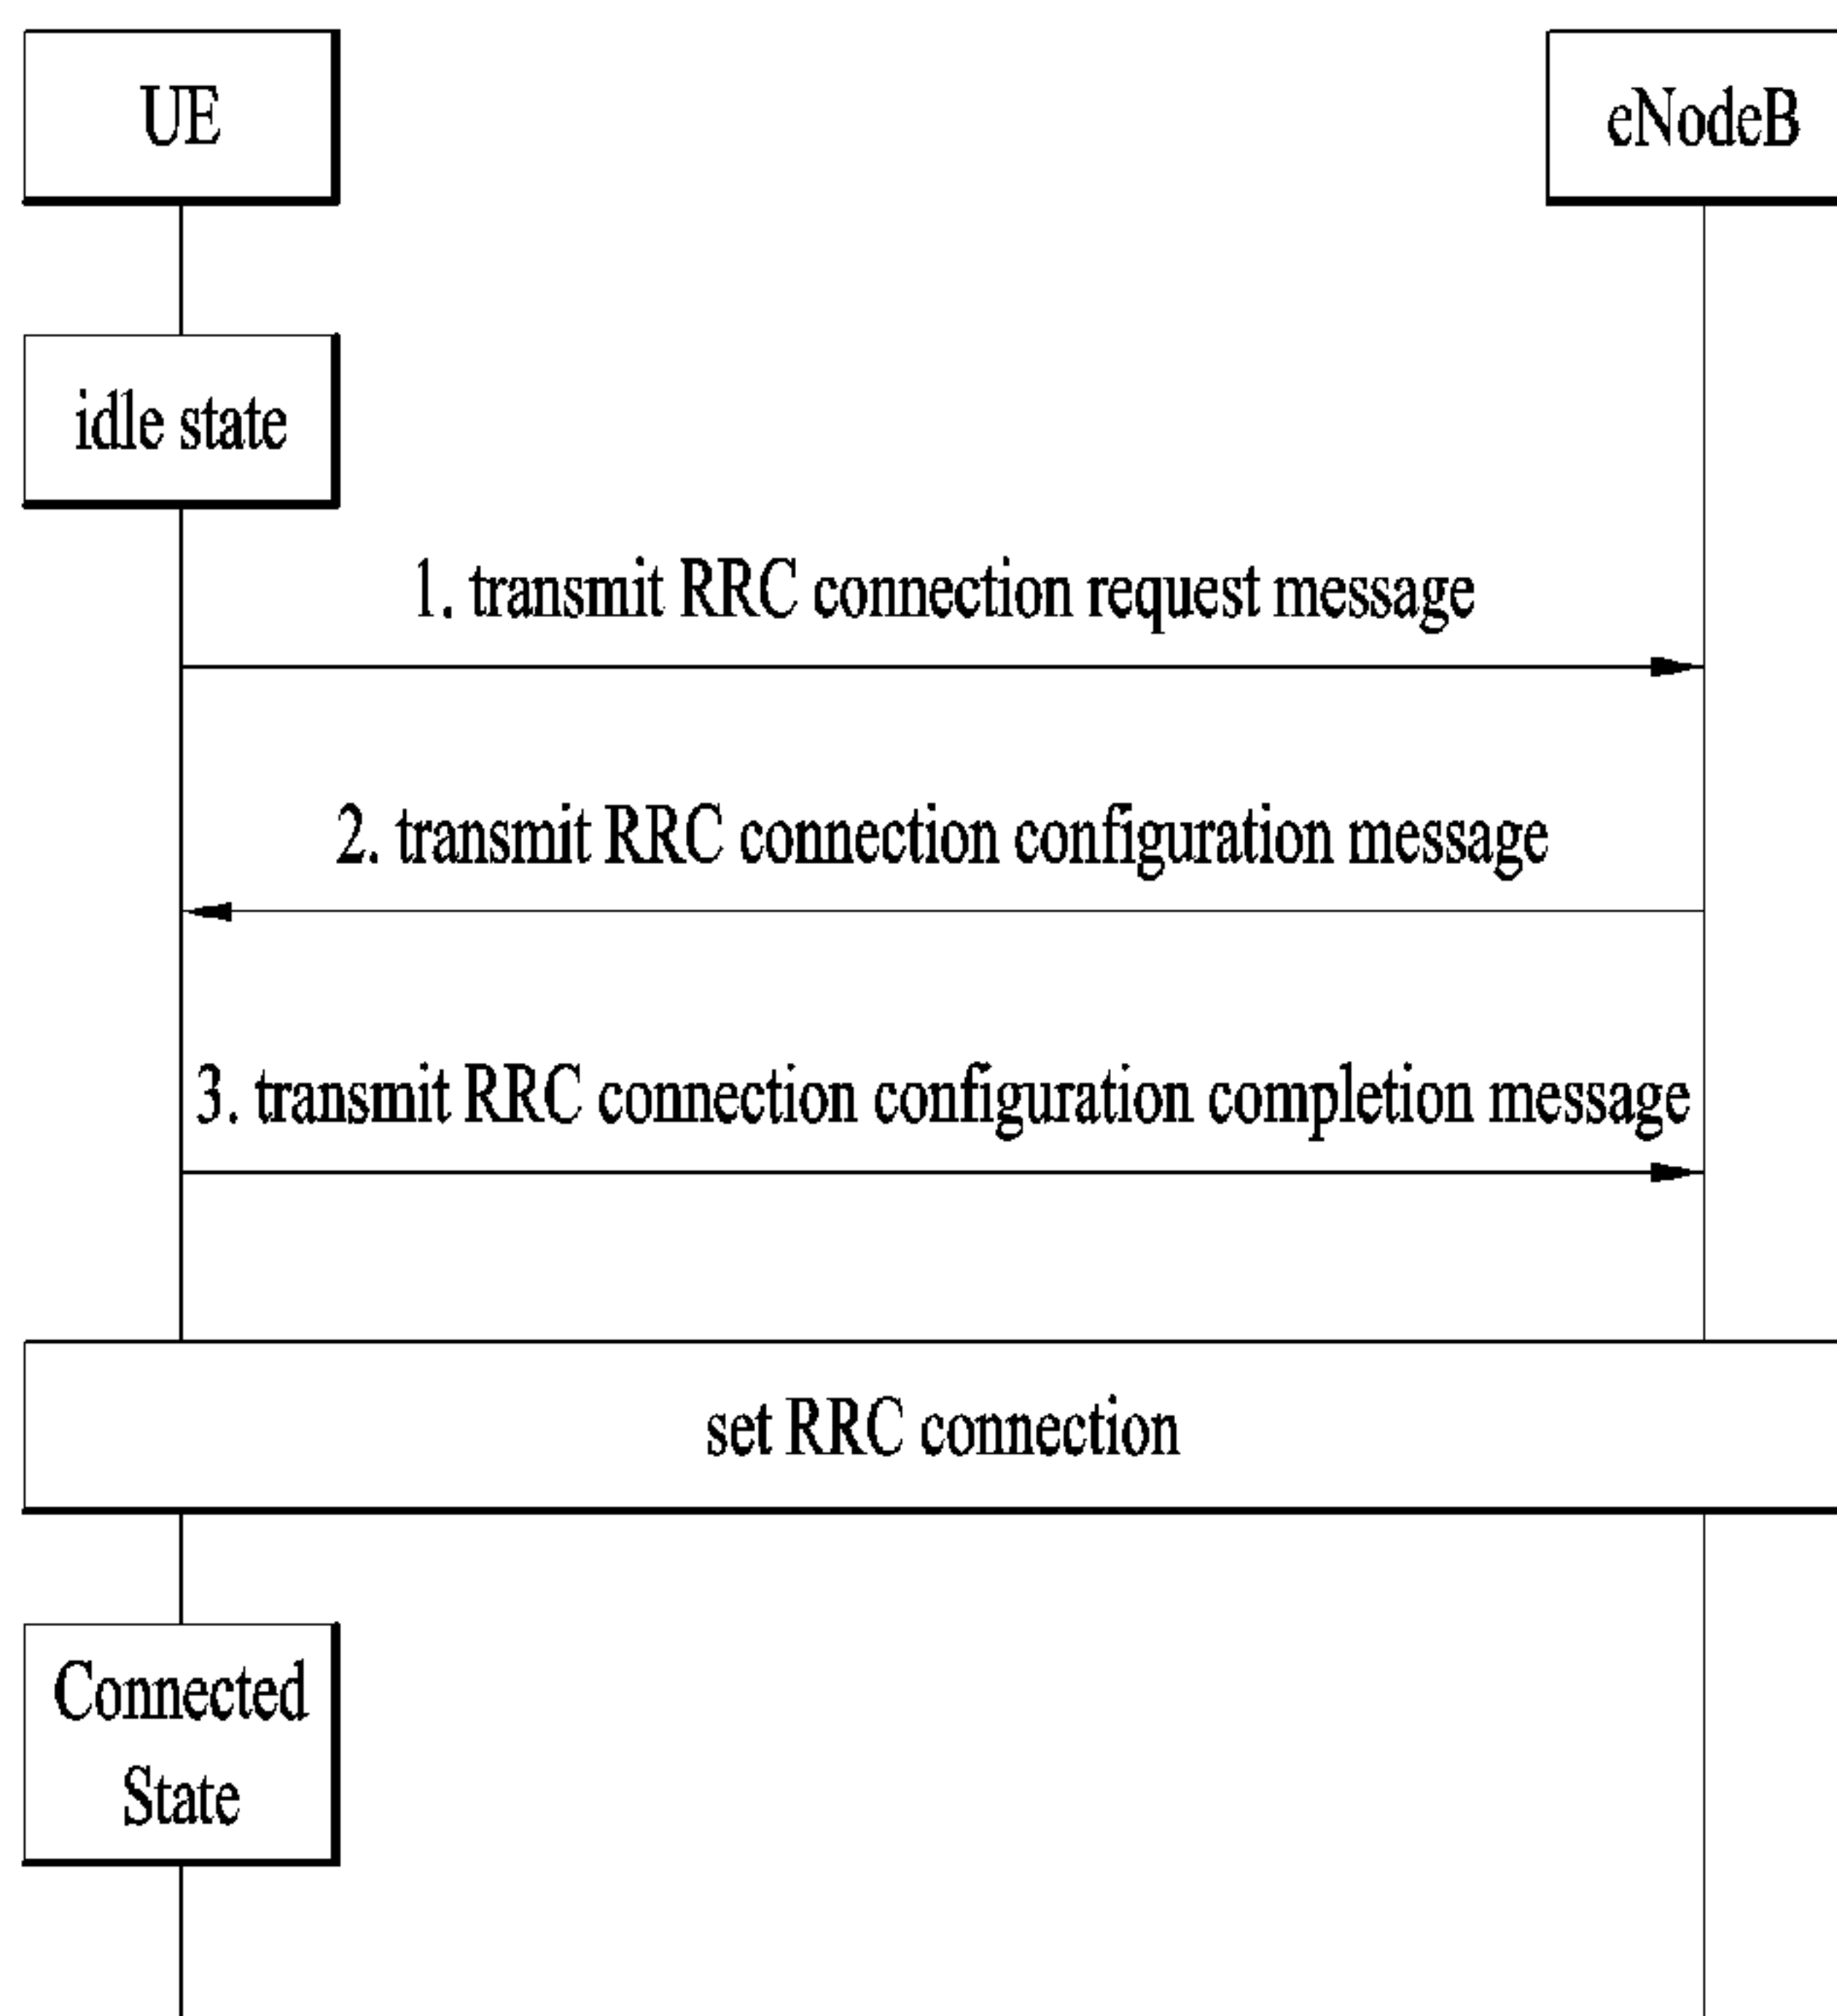 UE
eNodeB
idle state
1. transmit RRC connection request message
2. transmit RRC connection configuration message
3. transmit RRC connection configuration completion message
set RRC connection
Connected
State